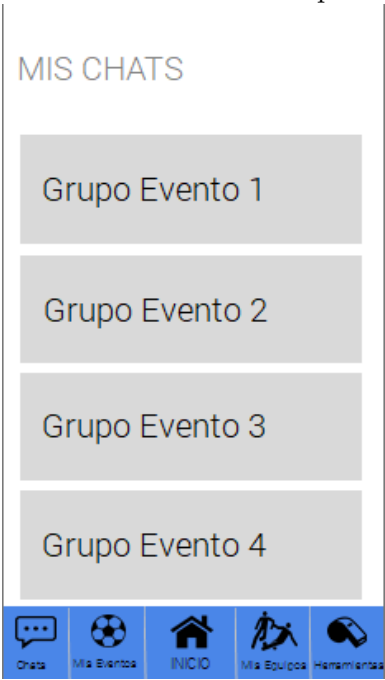 MIS CHATS
Grupo Evento 1
Grupo Evento 2
Grupo Evento 3
Grupo Evento 4
Chats
Mis Eventos
INICIO
Mis Equipos
Herramientas